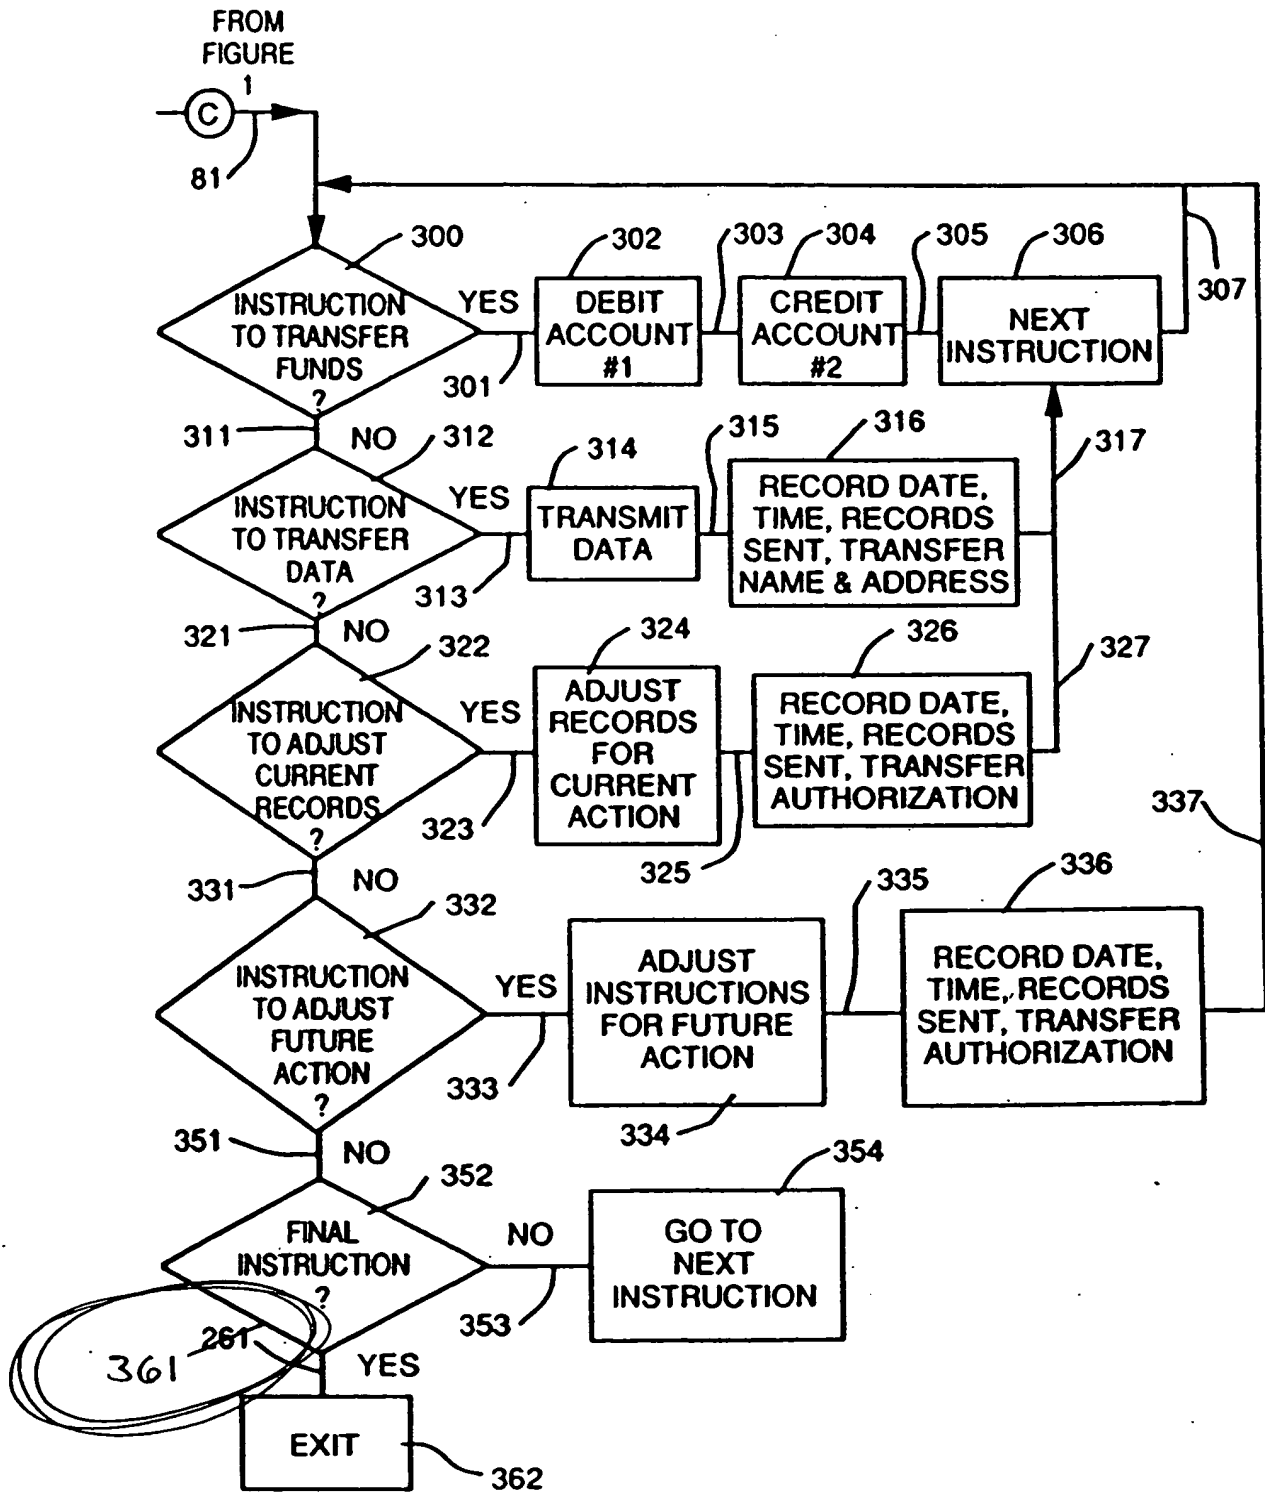 FROM
FIGURE
1
C
81
300
302
303
304
305
306
307
INSTRUCTION
TO TRANSFER
FUNDS
?
YES
301
DEBIT
ACCOUNT
#1
CREDIT
ACCOUNT
#2
NEXT
INSTRUCTION
311
NO
312
314
315
316
317
INSTRUCTION
TO TRANSFER
DATA
?
YES
313
TRANSMIT
DATA
RECORD DATE,
TIME, RECORDS
SENT, TRANSFER
NAME & ADDRESS
321
NO
322
324
326
327
INSTRUCTION
TO ADJUST
CURRENT
RECORDS
?
YES
323
ADJUST
RECORDS
FOR
CURRENT
ACTION
325
RECORD DATE,
TIME, RECORDS
SENT, TRANSFER
AUTHORIZATION
337
331
NO
332
335
336
INSTRUCTION
TO ADJUST
FUTURE
ACTION
?
YES
333
ADJUST
INSTRUCTIONS
FOR FUTURE
ACTION
334
RECORD DATE,
TIME, RECORDS
SENT, TRANSFER
AUTHORIZATION
351
NO
352
354
FINAL
INSTRUCTION
?
NO
353
GO TO
NEXT
INSTRUCTION
361
261
YES
EXIT
362